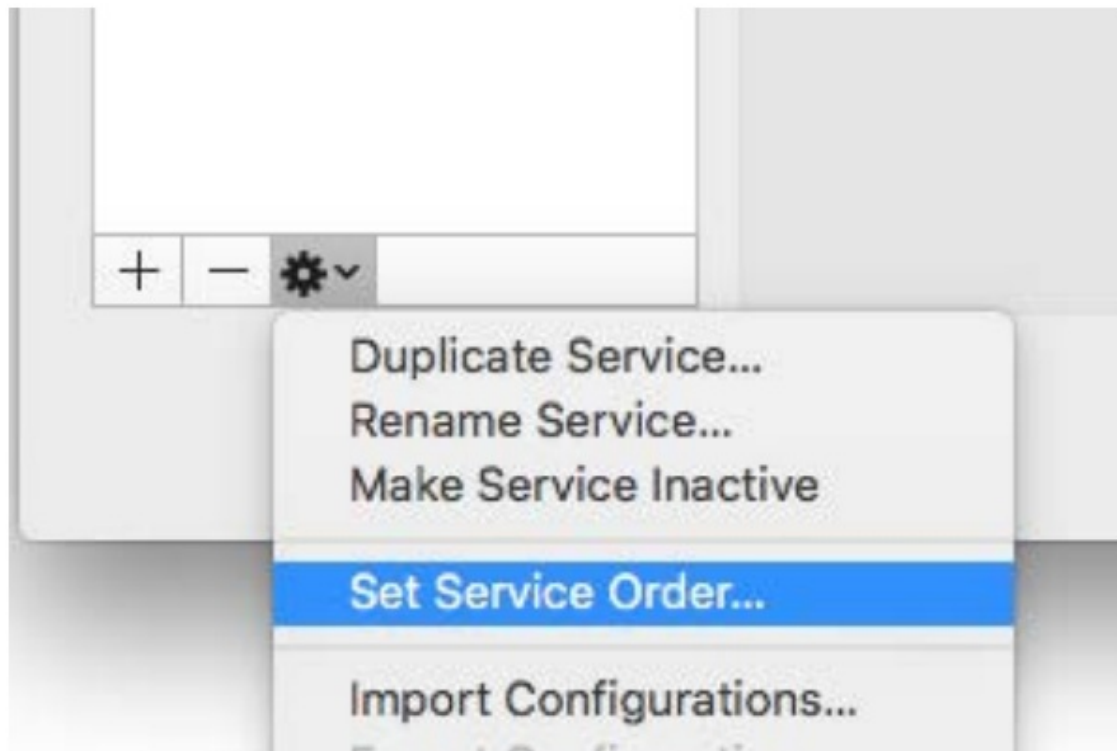 Duplicate Service...
Rename Service...
Make Service Inactive
Set Service Order...
Import Configurations...